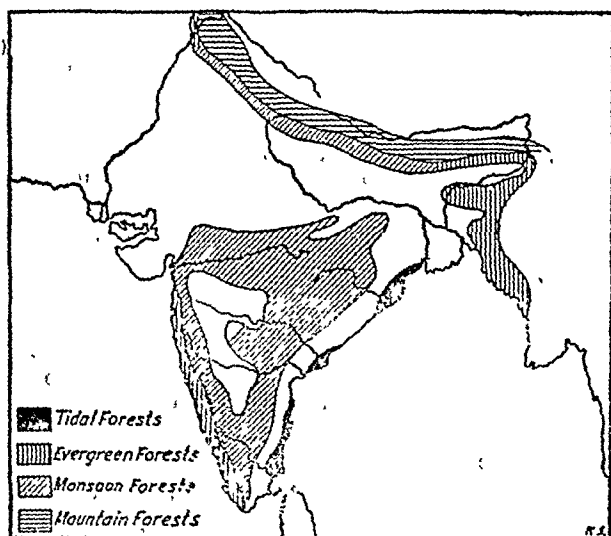 Tidal Forests
Evergreen Forests
Monsoon Forests
Mountain Forests
R.S.